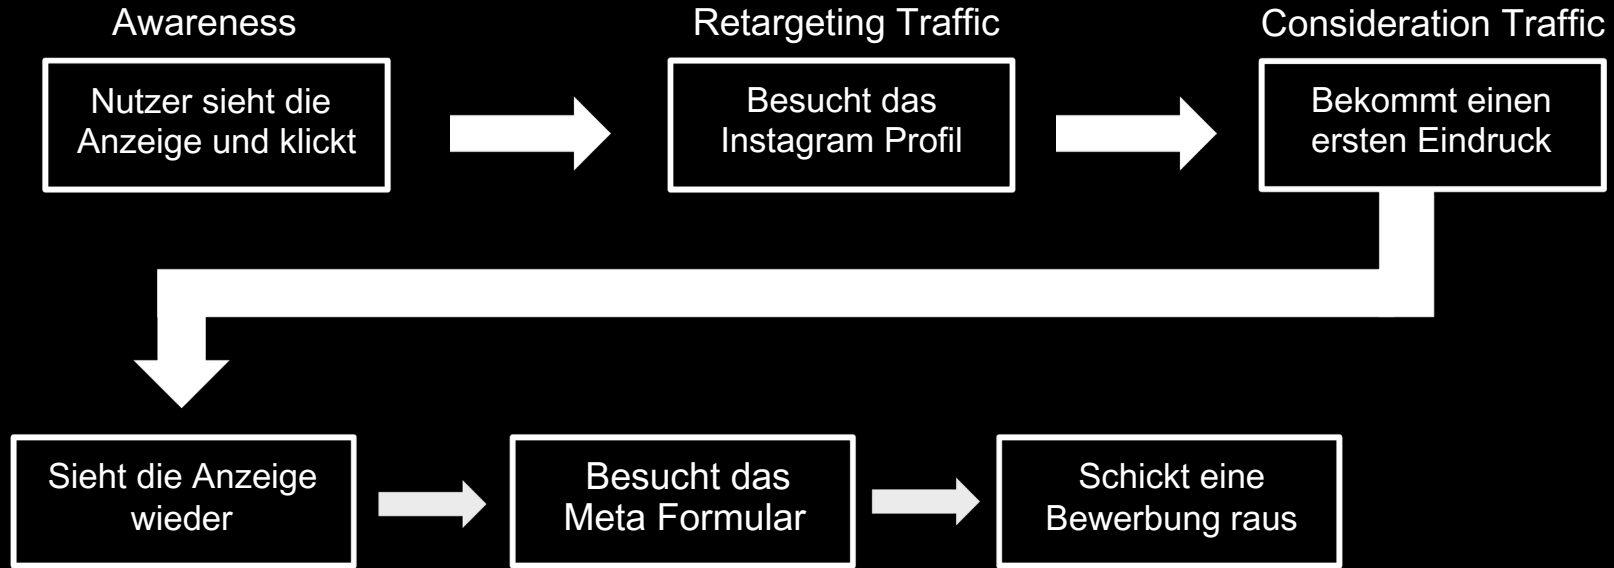 Awareness
Retargeting Traffic
Consideration Traffic
Nutzer sieht die
Anzeige und klickt
Besucht das
Instagram Profil
Bekommt einen
ersten Eindruck
Sieht die Anzeige
wieder
Besucht das
Meta Formular
Schickt eine
Bewerbung raus